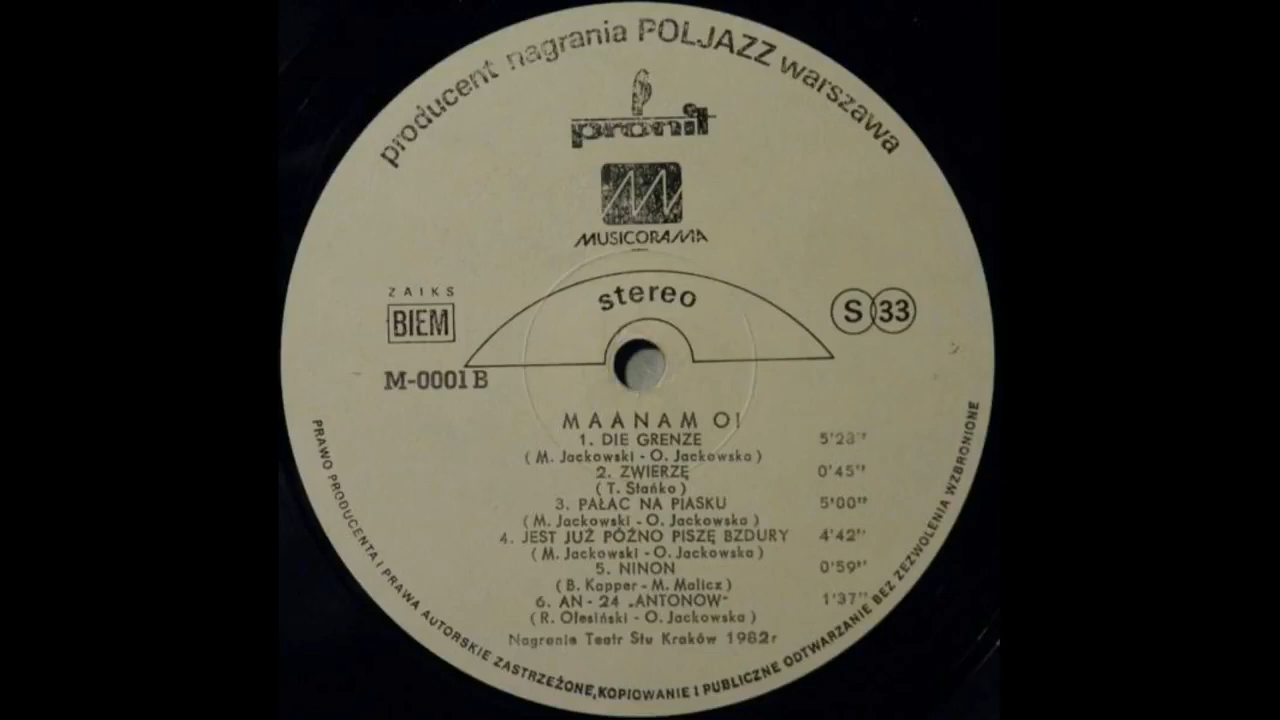 producent nagrania POLJAZZ warszawa
pronit
MUSICORAMA
ZAIKS
BIEM
stereo
S 33
M-0001 B
MAANAM OI
1. DIE GRENZE 5'23"
( M. Jackowski - O. Jackowska )
2. ZWIERZĘ 0'45"
( T. Stańko )
3. PAŁAC NA PIASKU 5'00"
( M. Jackowski - O. Jackowska )
4. JEST JUŻ PÓŹNO PISZĘ BZDURY 4'42"
( M. Jackowski - O. Jackowska )
5. NINON 0'59"
( B. Kapper - M. Malicz )
6. AN - 24 „ANTONOW" 1'37"
( R. Olesiński - O. Jackowska )
Nagranie Teatr Stu Kraków 1982r
PRAWO PRODUCENTA I PRAWA AUTORSKIE ZASTRZEŻONE, KOPIOWANIE I PUBLICZNE ODTWARZANIE BEZ ZEZWOLENIA WZBRONIONE